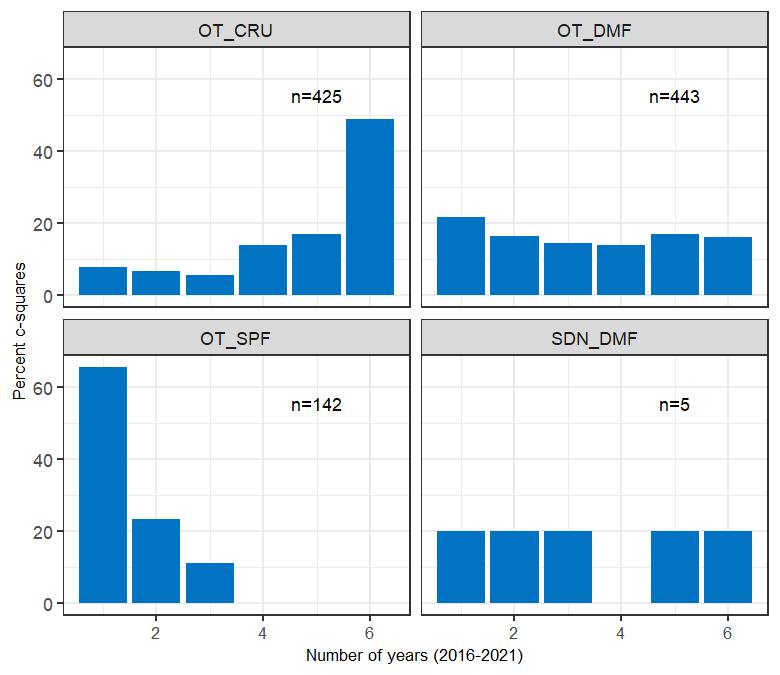 OT_CRU
OT_DMF
60
40
20
0
n=425
n=443
Percent c-squares
OT_SPF
SDN_DMF
60
40
20
0
n=142
n=5
2 4 6
2 4 6
Number of years (2016-2021)